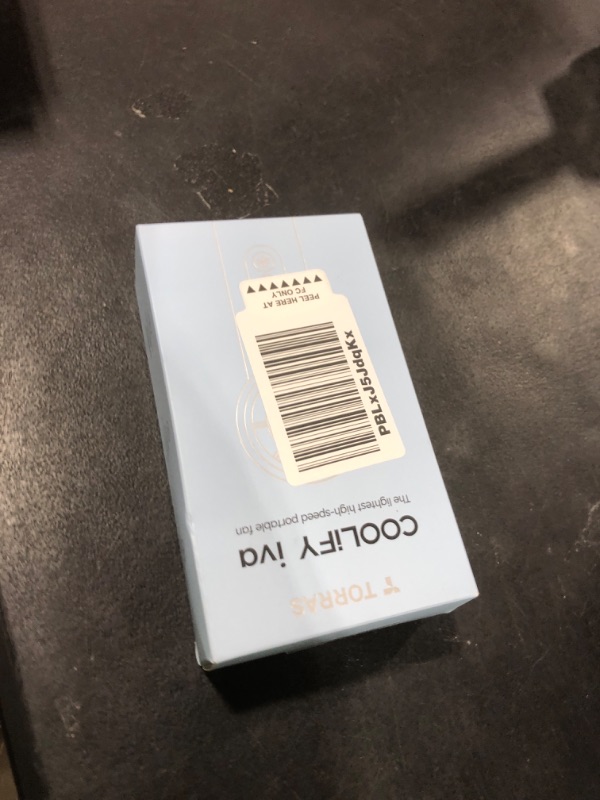 TORRAS
COOLiFY iva
The lightest high-speed portable fan
PBLxJ5JdqKx
PEEL HERE AT
FC ONLY